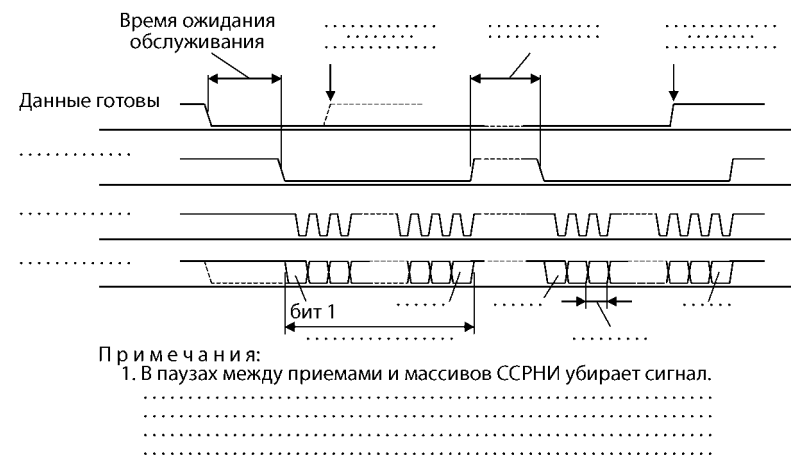 Время ожидания
обслуживания
Данные готовы
бит 1
Примечания:
1. В паузах между приемами и массивов ССРНИ убирает сигнал.